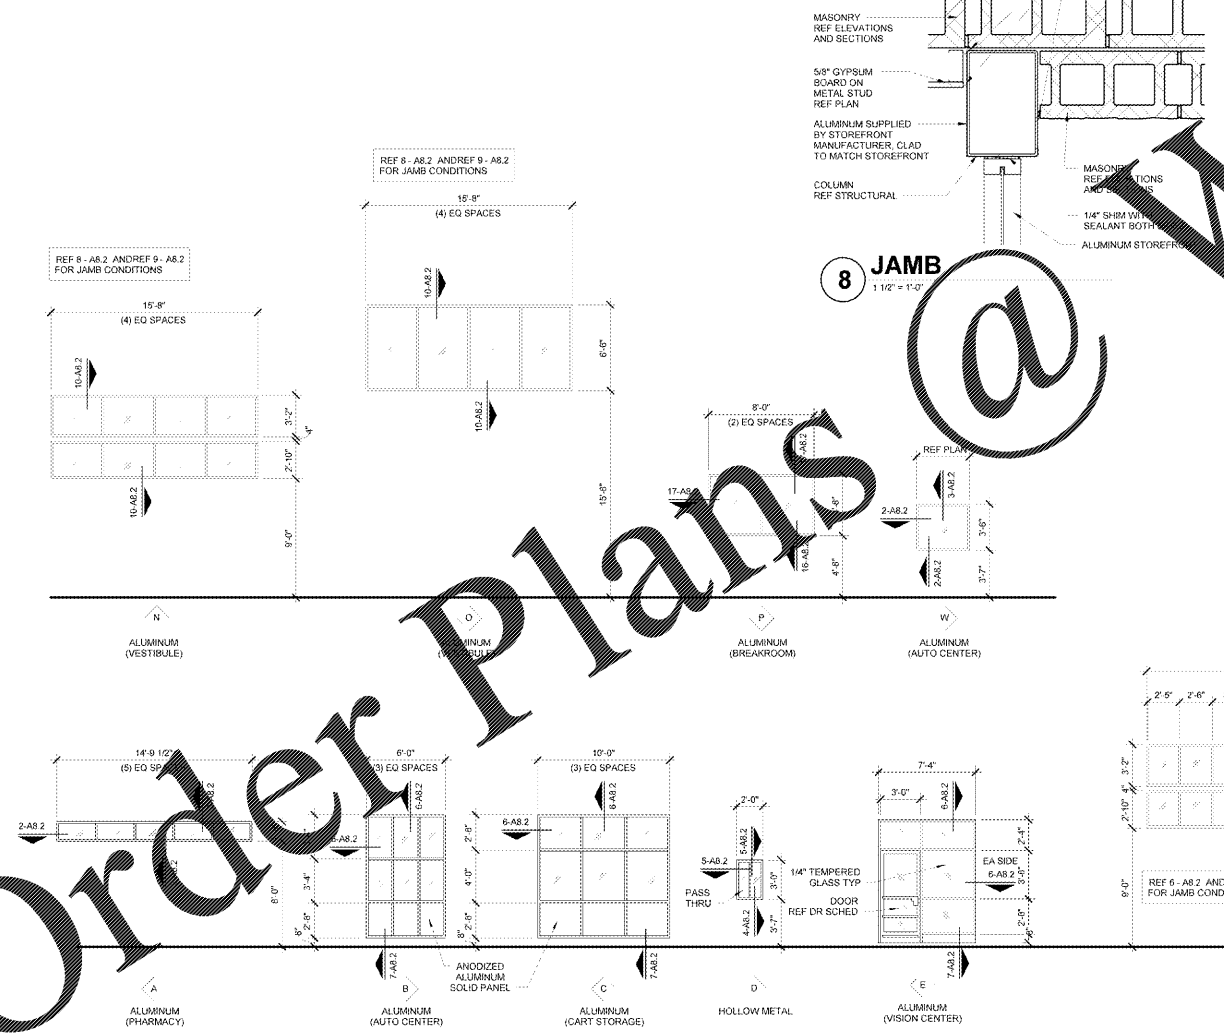 MASONRY
REF ELEVATIONS
AND SECTIONS
5/8" GYPSUM
BOARD ON
METAL STUD
REF PLAN
ALUMINUM SUPPLIED
BY STOREFRONT
MANUFACTURER, CLAD
TO MATCH STOREFRONT
COLUMN
REF STRUCTURAL
MASONRY
AND
1/4" SHIM
SEALANT BOTH
ALUMINUM
8 JAMB
1 1/2" = 1'-0"
REF 8 - A8.2 ANDREF 9 - A8.2
FOR JAMB CONDITIONS
15'-8"
(4) EQ SPACES
10-A8.2
10-A8.2
3'-2"
4"
2'-10"
9'-0"
REF 8 - A8.2 ANDREF 9 - A8.2
FOR JAMB CONDITIONS
15'-8"
(4) EQ SPACES
10-A8.2
10-A8.2
6'-6"
15'-6"
8'-0"
(2) EQ SPACES
16-A8.2
4'-8"
REF PLAN
3-A8.2
2-A8.2
2-A8.2
3'-6"
3'-7"
N
ALUMINUM
(VESTIBULE)
O
ALUMINUM
P
ALUMINUM
(BREAKROOM)
W
ALUMINUM
(AUTO CENTER)
14'-9 1/2"
(5) EQ
2-A8.2
8'-0"
A
ALUMINUM
(PHARMACY)
6'-0"
(3) EQ SPACES
6-A8.2
3'-4"
2'-8"
8"
7-A8.2
B
ALUMINUM
(AUTO CENTER)
10'-0"
(3) EQ SPACES
6-A8.2
6-A8.2
2'-8"
4'-0"
2'-8"
8"
7-A8.2
ANODIZED
ALUMINUM
SOLID PANEL
C
ALUMINUM
(CART STORAGE)
2'-0"
5-A8.2
5-A8.2
PASS
THRU
3'-0"
3'-7"
4-A8.2
D
HOLLOW METAL
7'-4"
3'-0"
6-A8.2
1/4" TEMPERED
GLASS TYP
DOOR
REF DR SCHED
EA SIDE
6-A8.2
2'-4"
3'-6"
2'-8"
7-A8.2
E
ALUMINUM
(VISION CENTER)
2'-5" 2'-6"
3'-2"
4"
2'-10"
9'-0"
REF 6 - A8.2
FOR JAMB
Order Plans @ W